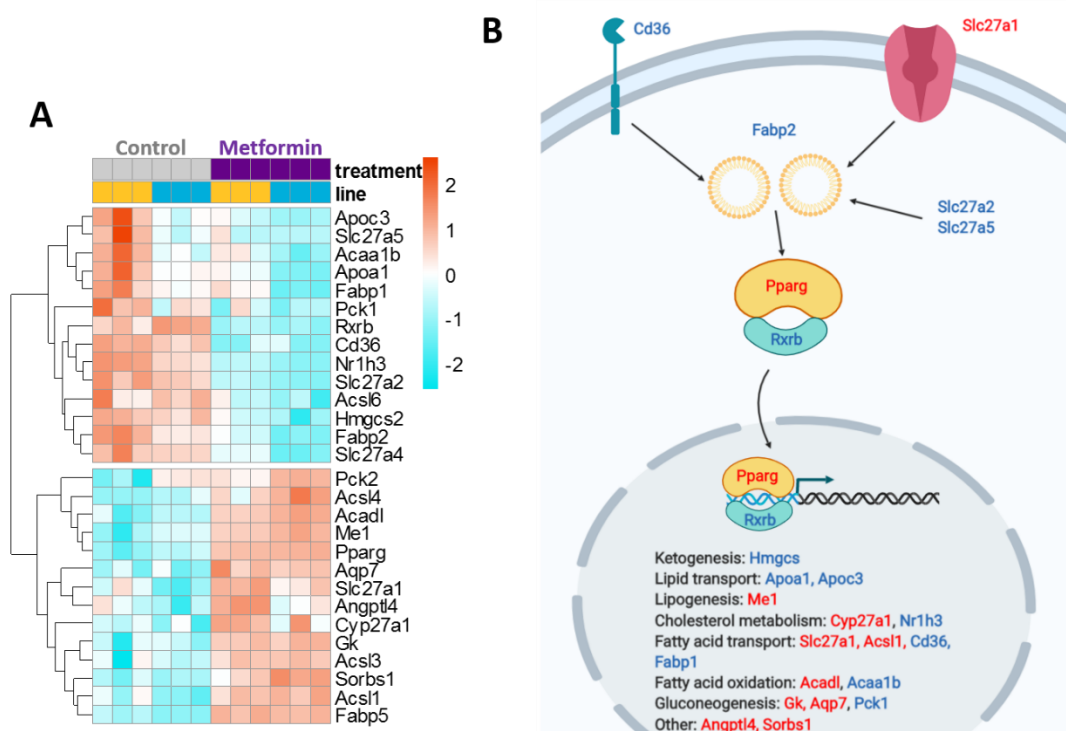 A
Control Metformin
treatment
line
Apoc3
Slc27a5
Acaa1b
Apoa1
Fabp1
Pck1
Rxrb
Cd36
Nr1h3
Slc27a2
Acsl6
Hmgcs2
Fabp2
Slc27a4
Pck2
Acsl4
Acadl
Me1
Pparg
Aqp7
Slc27a1
Angptl4
Cyp27a1
Gk
Acsl3
Sorbs1
Acsl1
Fabp5
2
1
0
-1
-2
B
Cd36
Slc27a1
Fabp2
Slc27a2
Slc27a5
Pparg
Rxrb
Pparg
Rxrb
Ketogenesis: Hmgcs
Lipid transport: Apoa1, Apoc3
Lipogenesis: Me1
Cholesterol metabolism: Cyp27a1, Nr1h3
Fatty acid transport: Slc27a1, Acsl1, Cd36,
Fabp1
Fatty acid oxidation: Acadl, Acaa1b
Gluconeogenesis: Gk, Aqp7, Pck1
Other: Angptl4, Sorbs1